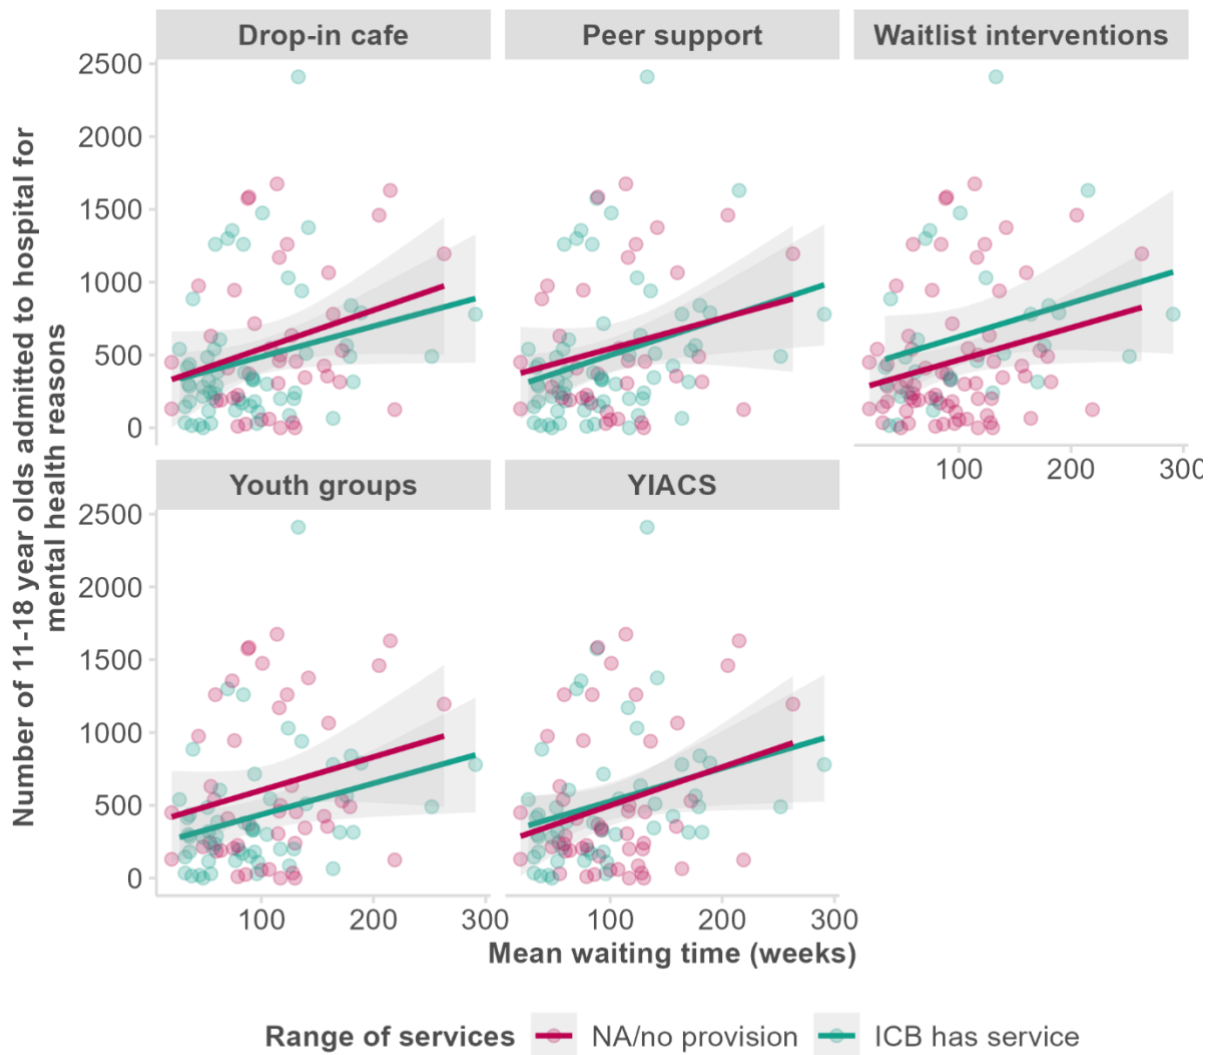 Drop-in cafe
Peer support
Waitlist interventions
Number of 11-18 year olds admitted to hospital for
mental health reasons
2500
2000
1500
1000
500
0
100 200 300
Youth groups
YIACS
2500
2000
1500
1000
500
0
100 200 300
100 200 300
Mean waiting time (weeks)
Range of services NA/no provision ICB has service